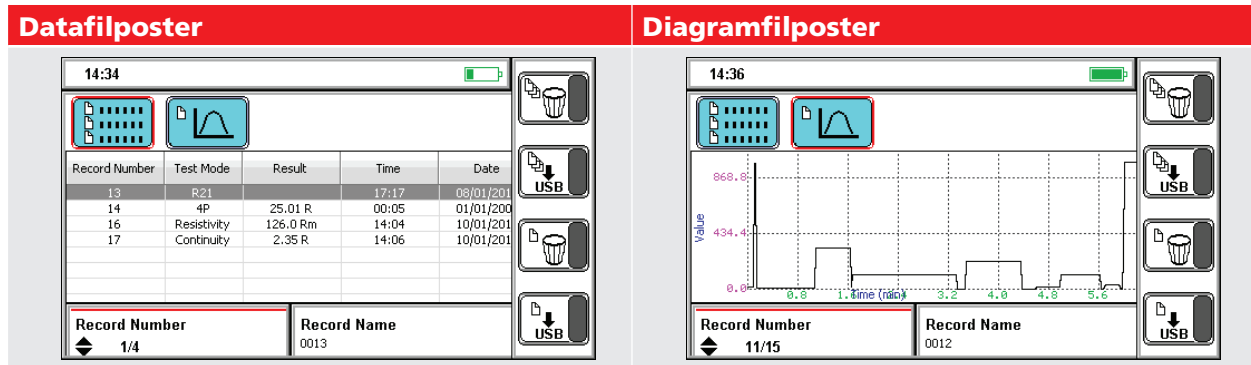 Datafilposter
14:34
Record Number Test Mode Result Time Date
13 R21 17:17 08/01/201
14 4P 25.01 R 00:05 01/01/200
16 Resistivity 126.0 Rm 14:04 10/01/201
17 Continuity 2.35 R 14:06 10/01/201
Record Number
1/4
Record Name
0013
USB
USB
Diagramfilposter
14:36
868.8
434.4
0.0
Value
0.8 1.6 3.2 4.0 4.8 5.6
Time (min)
Record Number
11/15
Record Name
0012
USB
USB